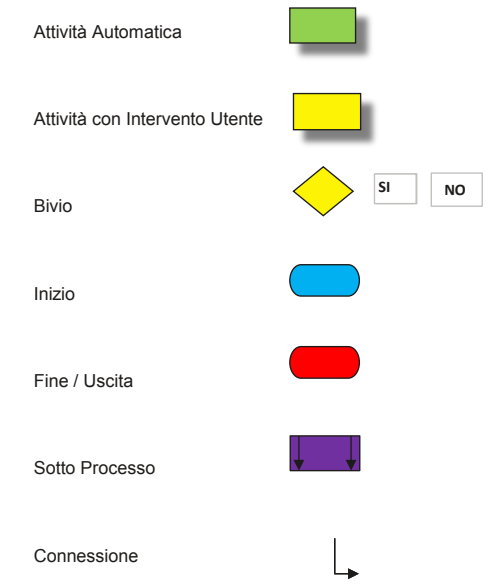 Attività Automatica
Attività con Intervento Utente
Bivio
SI
NO
Inizio
Fine / Uscita
Sotto Processo
Connessione